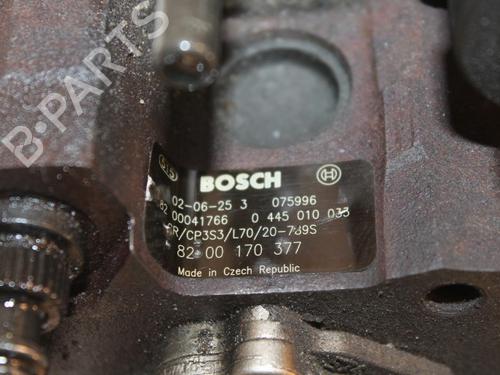 B-PARTS
BOSCH
02-06-25 3 075996
82 00041766 0 445 010 033
CR/CP3S3/L70/20-789S
82 00 170 377
Made in Czech Republic